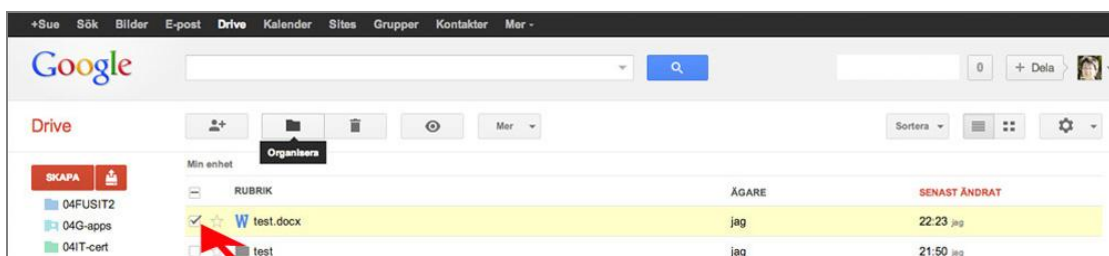 +Sue Sök Bilder E-post Drive Kalender Sites Grupper Kontakter Mer -
Google
0 + Dela
Drive
Mer
Sortera
Organisera
Min enhet
SKAPA
RUBRIK ÄGARE SENAST ÄNDRAT
04FUSIT2
W test.docx jag 22:23 jag
04G-apps
test jag 21:50 jag
04IT-cert